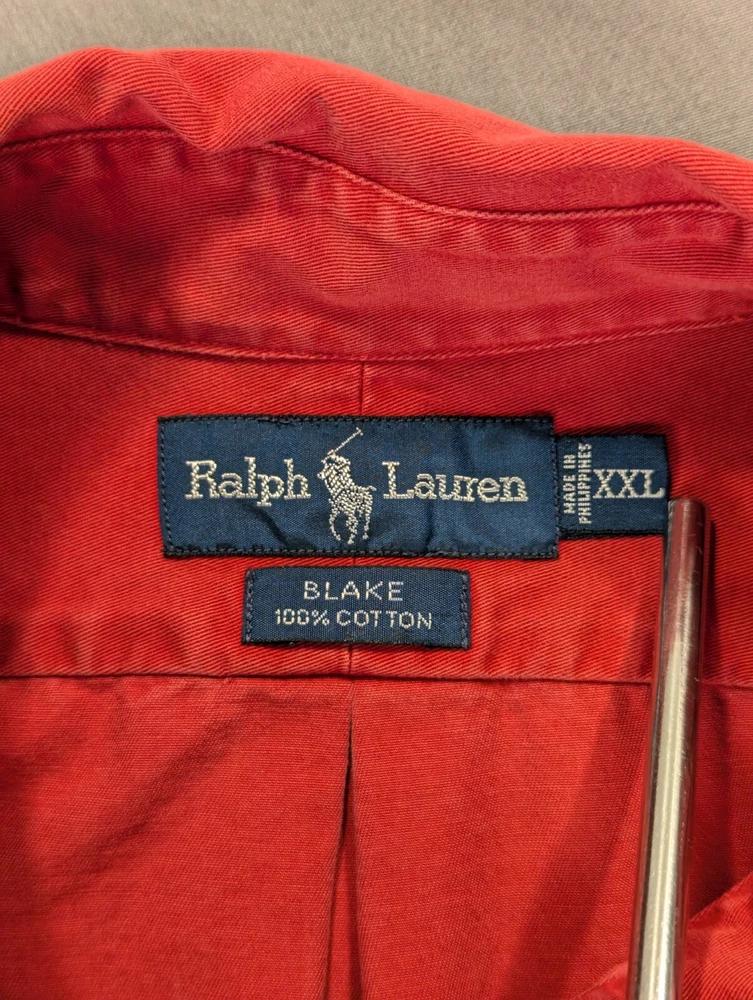 Ralph Lauren
MADE IN
PHILIPPINES
XXL
BLAKE
100% COTTON